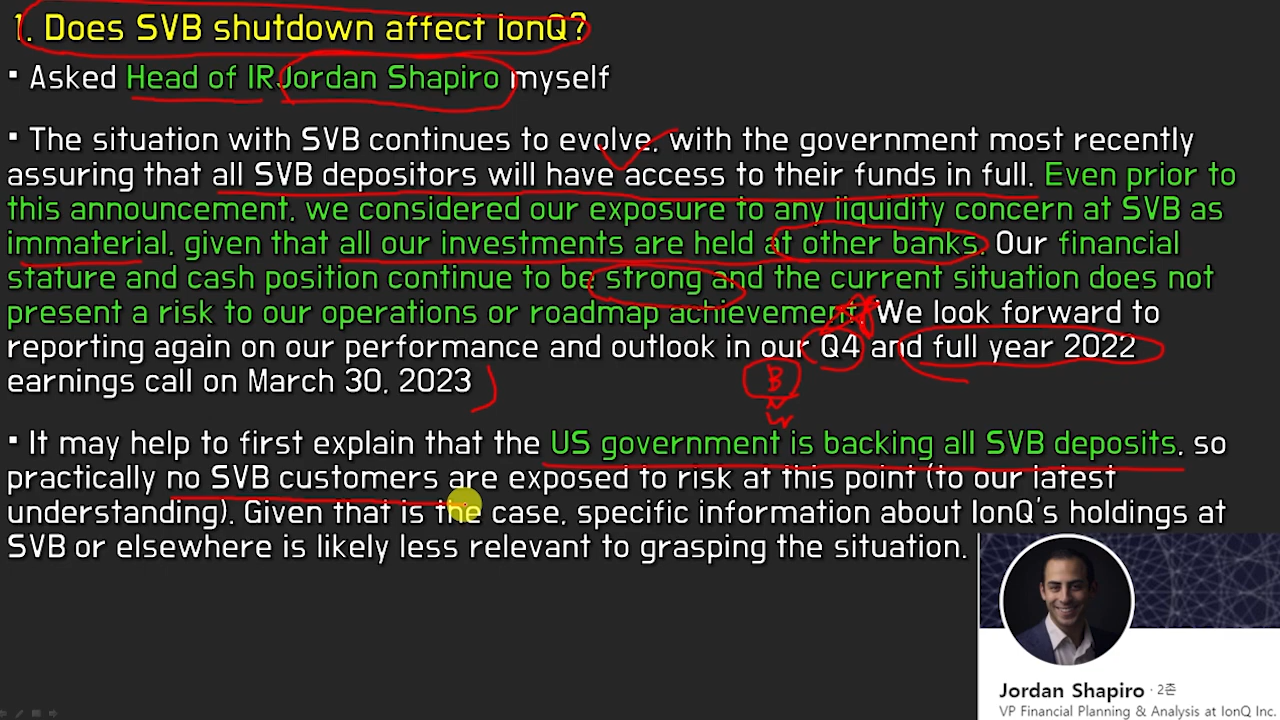 1. Does SVB shutdown affect IonQ?
▪ Asked Head of IR Jordan Shapiro myself
▪ The situation with SVB continues to evolve, with the government most recently
assuring that all SVB depositors will have access to their funds in full. Even prior to
this announcement, we considered our exposure to any liquidity concern at SVB as
immaterial, given that all our investments are held at other banks. Our financial
stature and cash position continue to be strong and the current situation does not
present a risk to our operations or roadmap achievement. We look forward to
reporting again on our performance and outlook in our Q4 and full year 2022
earnings call on March 30, 2023
B
▪ It may help to first explain that the US government is backing all SVB deposits, so
practically no SVB customers are exposed to risk at this point (to our latest
understanding). Given that is the case, specific information about IonQ's holdings at
SVB or elsewhere is likely less relevant to grasping the situation.
Jordan Shapiro · 2촌
VP Financial Planning & Analysis at IonQ Inc.